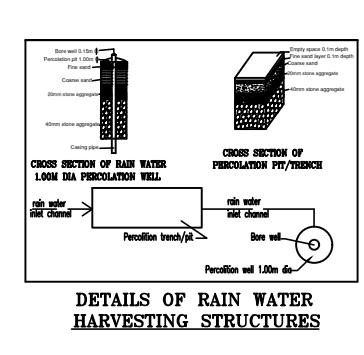 Bore well 0.15m
Percolation pit 1.00m
Fine sand
Coarse sand
20mm stone aggregate
40mm stone aggregate
Casing pipe
CROSS SECTION OF RAIN WATER
1.00M DIA PERCOLATION WELL
Empty space 0.1m depth
Fine sand layer 0.1m depth
Coarse sand
20mm stone aggregate
40mm stone aggregate
CROSS SECTION OF
PERCOLATION PIT/TRENCH
rain water
inlet channel
Percolition trench/pit
rain water
inlet channel
Bore well
Percolition well 1.00m dia
DETAILS OF RAIN WATER
HARVESTING STRUCTURES